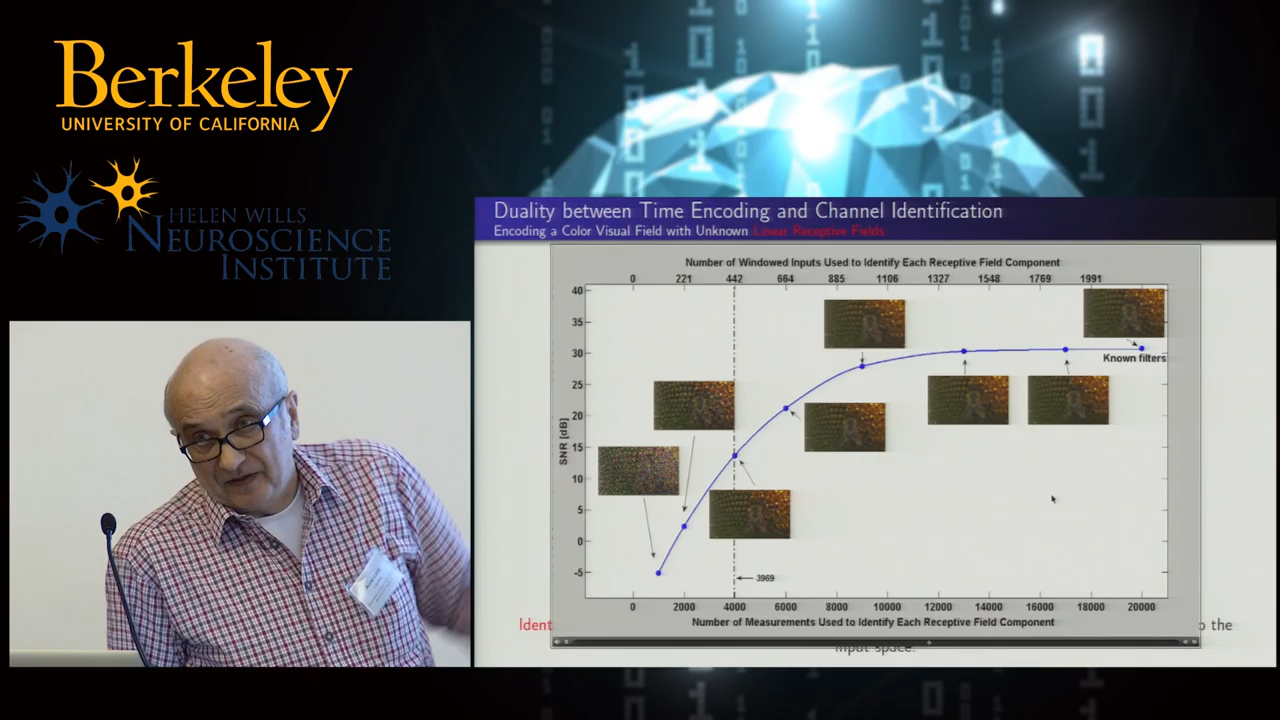 Berkeley
UNIVERSITY OF CALIFORNIA
HELEN WILLS
NEUROSCIENCE
INSTITUTE
Duality between Time Encoding and Channel Identification
Encoding a Color Visual Field with Unknown Linear Receptive Fields
Number of Windowed Inputs Used to Identify Each Receptive Field Component
0 221 442 664 885 1106 1327 1548 1769 1991
40
35
30
25
20
15
10
5
0
-5
SNR [dB]
Known filters
3969
0 2000 4000 6000 8000 10000 12000 14000 16000 18000 20000
Number of Measurements Used to Identify Each Receptive Field Component
the
input space.